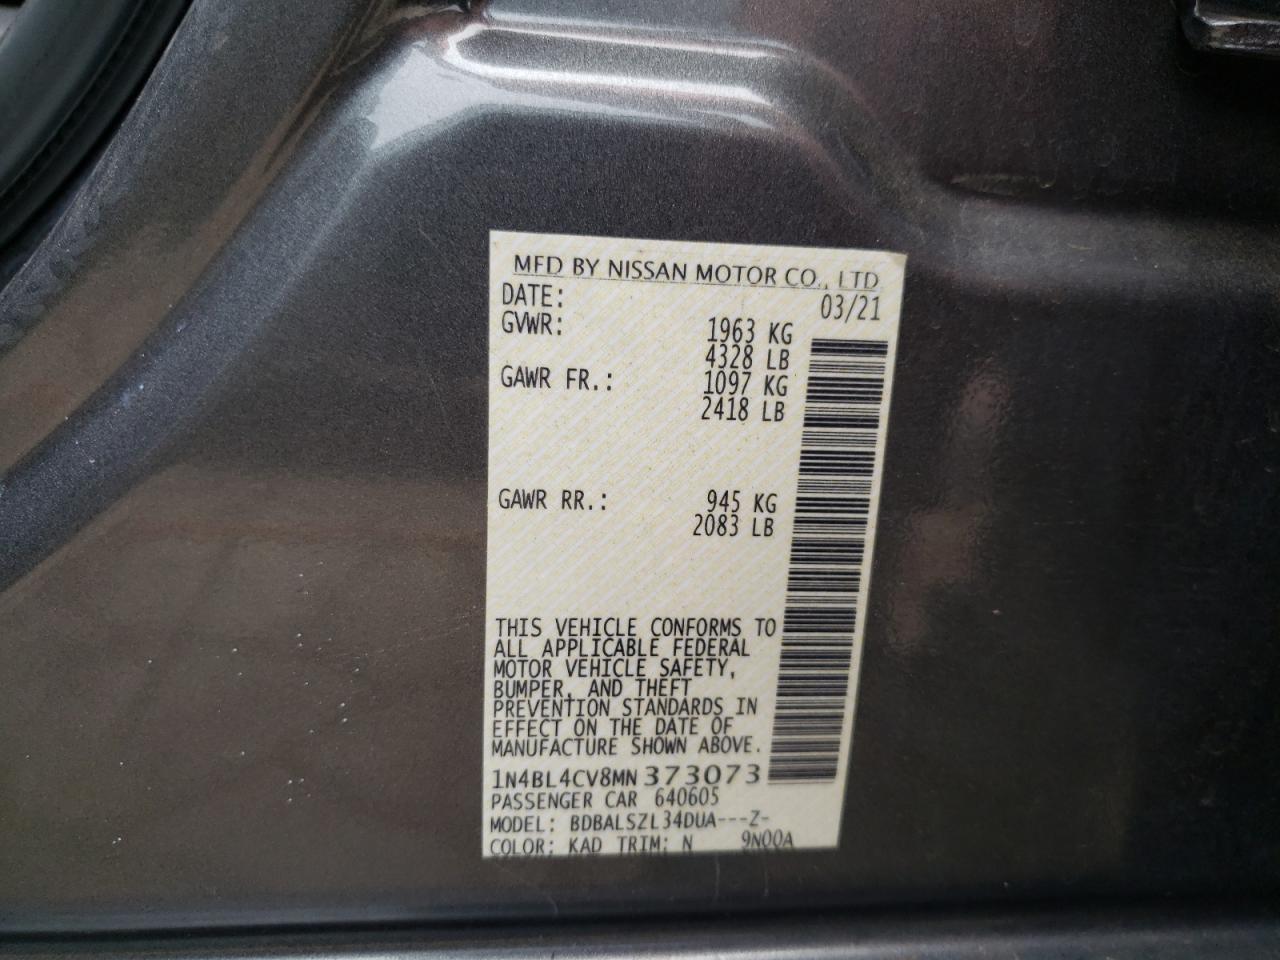 MFD BY NISSAN MOTOR CO., LTD
DATE: 03/21
GVWR: 1963 KG
4328 LB
GAWR FR.: 1097 KG
2418 LB
GAWR RR.: 945 KG
2083 LB
THIS VEHICLE CONFORMS TO
ALL APPLICABLE FEDERAL
MOTOR VEHICLE SAFETY,
BUMPER, AND THEFT
PREVENTION STANDARDS IN
EFFECT ON THE DATE OF
MANUFACTURE SHOWN ABOVE.
1N4BL4CV8MN373073
PASSENGER CAR 640605
MODEL: BDBALSZL34DUA---Z-
COLOR: KAD TRIM: N 9N00A